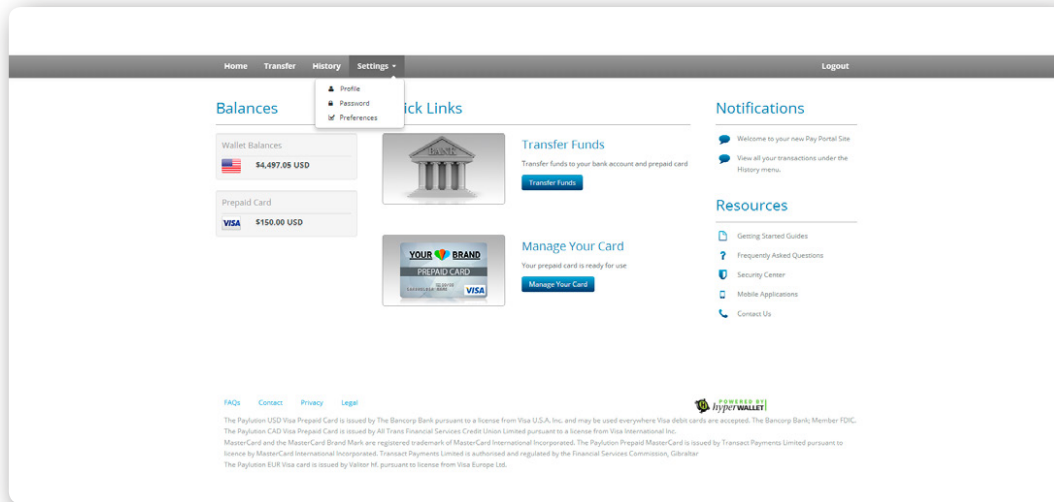 Home Transfer History Settings Logout
Profile
Password
Preferences
Balances
ick Links
Notifications
Wallet Balances
$4,497.05 USD
Prepaid Card
VISA $150.00 USD
BANK
Transfer Funds
Transfer funds to your bank account and prepaid card
Transfer Funds
YOUR BRAND
PREPAID CARD
VISA
Manage Your Card
Your prepaid card is ready for use
Manage Your Card
Welcome to your new Pay Portal Site
View all your transactions under the
History menu.
Resources
Getting Started Guides
Frequently Asked Questions
Security Center
Mobile Applications
Contact Us
FAQs Contact Privacy Legal
POWERED BY
hyperWALLET
The Paylution USD Visa Prepaid Card is issued by The Bancorp Bank pursuant to a license from Visa U.S.A. Inc. and may be used everywhere Visa debit cards are accepted. The Bancorp Bank; Member FDIC.
The Paylution CAD Visa Prepaid Card is issued by All Trans Financial Services Credit Union Limited pursuant to a license from Visa International Inc.
MasterCard and the MasterCard Brand Mark are registered trademark of MasterCard International Incorporated. The Paylution Prepaid MasterCard is issued by Transact Payments Limited pursuant to
licence by MasterCard International Incorporated. Transact Payments Limited is authorised and regulated by the Financial Services Commission, Gibraltar
The Paylution EUR Visa card is issued by Valitor hf. pursuant to license from Visa Europe Ltd.